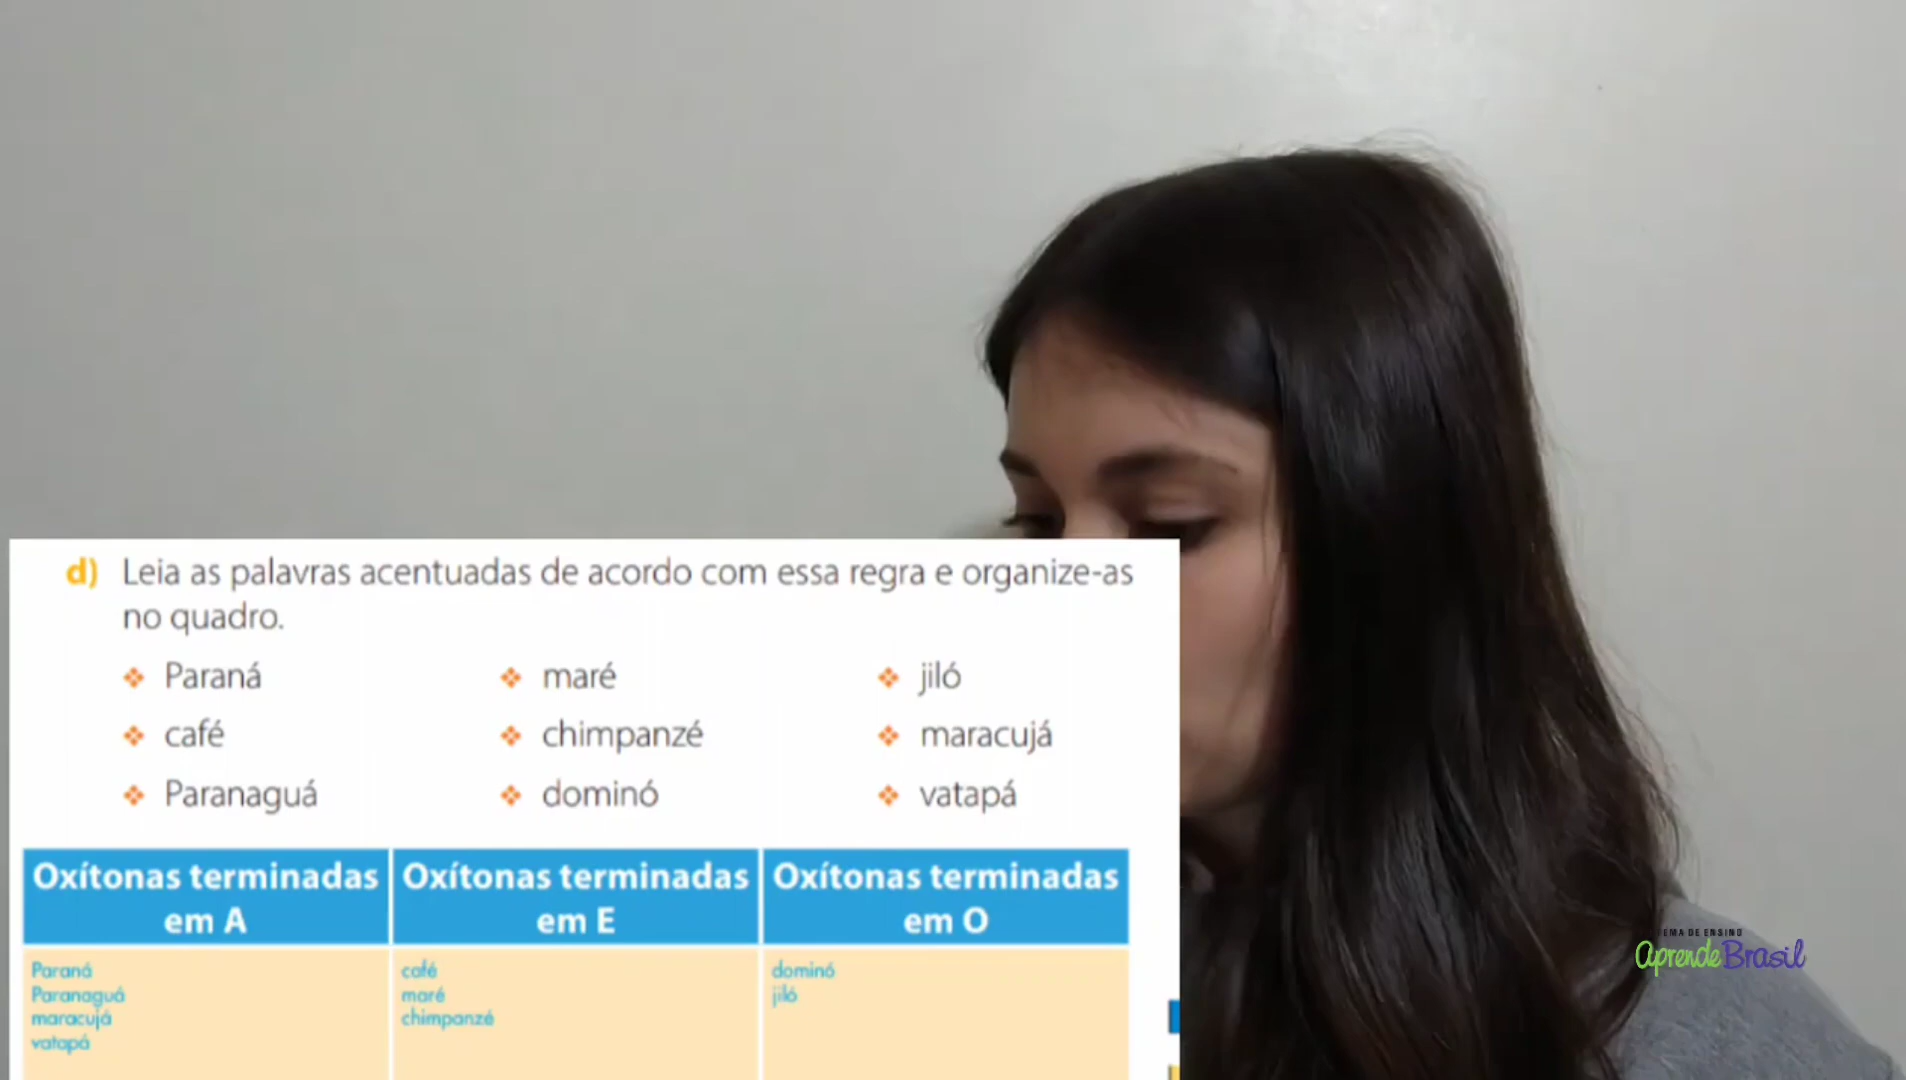 d) Leia as palavras acentuadas de acordo com essa regra e organize-as
no quadro.
❖ Paraná ❖ maré ❖ jiló
❖ café ❖ chimpanzé ❖ maracujá
❖ Paranaguá ❖ dominó ❖ vatapá
Oxítonas terminadas
em A
Oxítonas terminadas
em E
Oxítonas terminadas
em O
Paraná
Paranaguá
maracujá
vatapá
café
maré
chimpanzé
dominó
jiló
DE ENSINO
aprendeBrasil